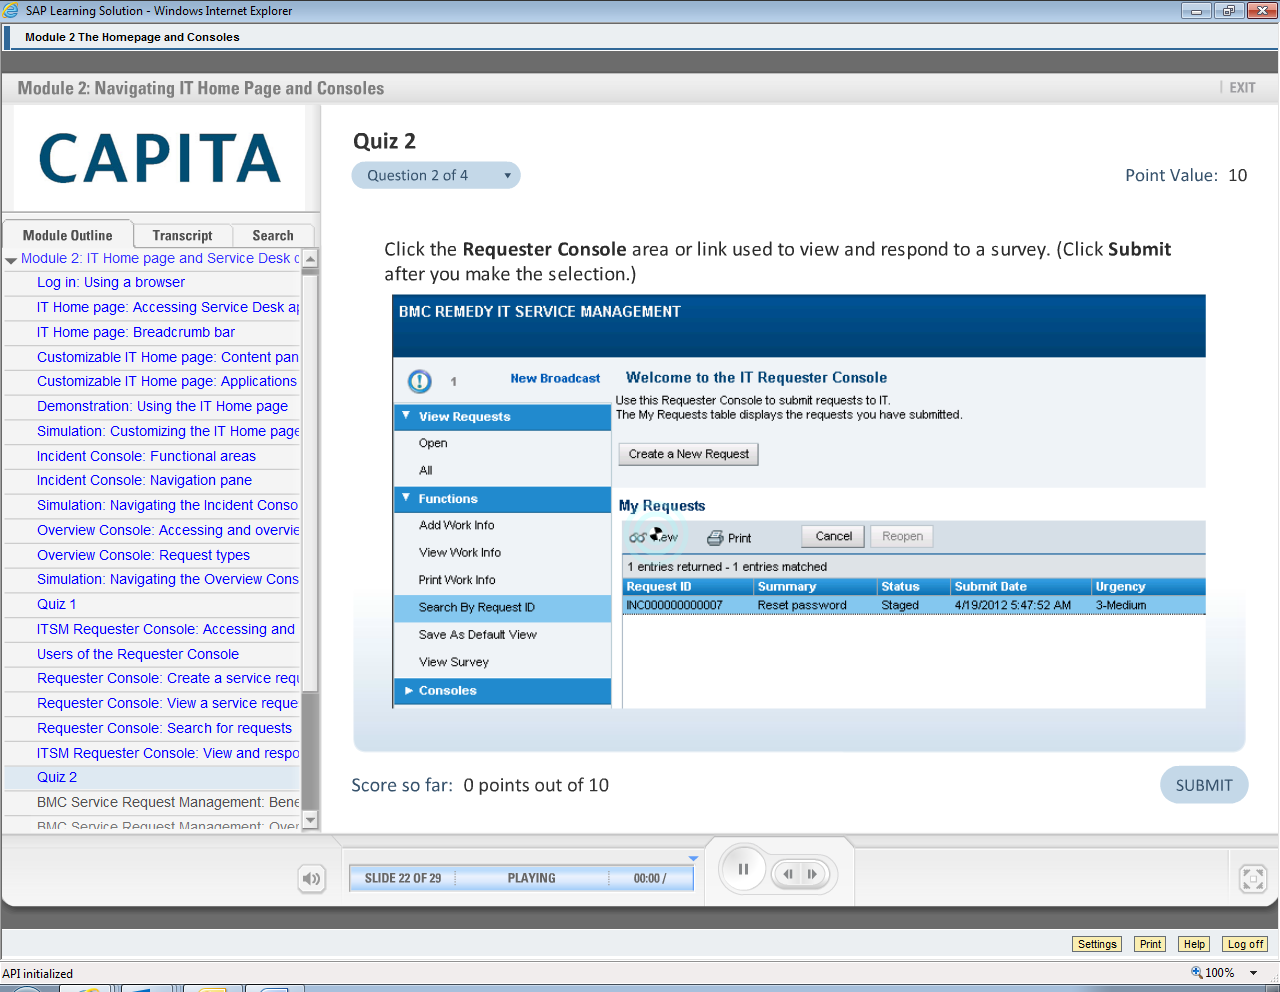 SAP Learning Solution - Windows Internet Explorer
Module 2 The Homepage and Consoles
Module 2: Navigating IT Home Page and Consoles
EXIT
CAPITA
Module Outline
Transcript
Search
Module 2: IT Home page and Service Desk c
Log in: Using a browser
IT Home page: Accessing Service Desk a
IT Home page: Breadcrumb bar
Customizable IT Home page: Content pan
Customizable IT Home page: Applications
Demonstration: Using the IT Home page
Simulation: Customizing the IT Home page
Incident Console: Functional areas
Incident Console: Navigation pane
Simulation: Navigating the Incident Conso
Overview Console: Accessing and overvie
Overview Console: Request types
Simulation: Navigating the Overview Cons
Quiz 1
ITSM Requester Console: Accessing and
Users of the Requester Console
Requester Console: Create a service requ
Requester Console: View a service reque
Requester Console: Search for requests
ITSM Requester Console: View and respo
Quiz 2
BMC Service Request Management: Bene
BMC Service Request Management: Over
Quiz 2
Question 2 of 4
Point Value: 10
Click the Requester Console area or link used to view and respond to a survey. (Click Submit
after you make the selection.)
BMC REMEDY IT SERVICE MANAGEMENT
1
New Broadcast
View Requests
Open
All
Functions
Add Work Info
View Work Info
Print Work Info
Search By Request ID
Save As Default View
View Survey
Consoles
Welcome to the IT Requester Console
Use this Requester Console to submit requests to IT.
The My Requests table displays the requests you have submitted.
Create a New Request
My Requests
Print
Cancel
Reopen
1 entries returned - 1 entries matched
Request ID Summary Status Submit Date Urgency
INC000000000007 Reset password Staged 4/19/2012 5:47:52 AM 3-Medium
Score so far: 0 points out of 10
SUBMIT
SLIDE 22 OF 29
PLAYING
00:00 /
Settings
Print
Help
Log off
API initialized
100%